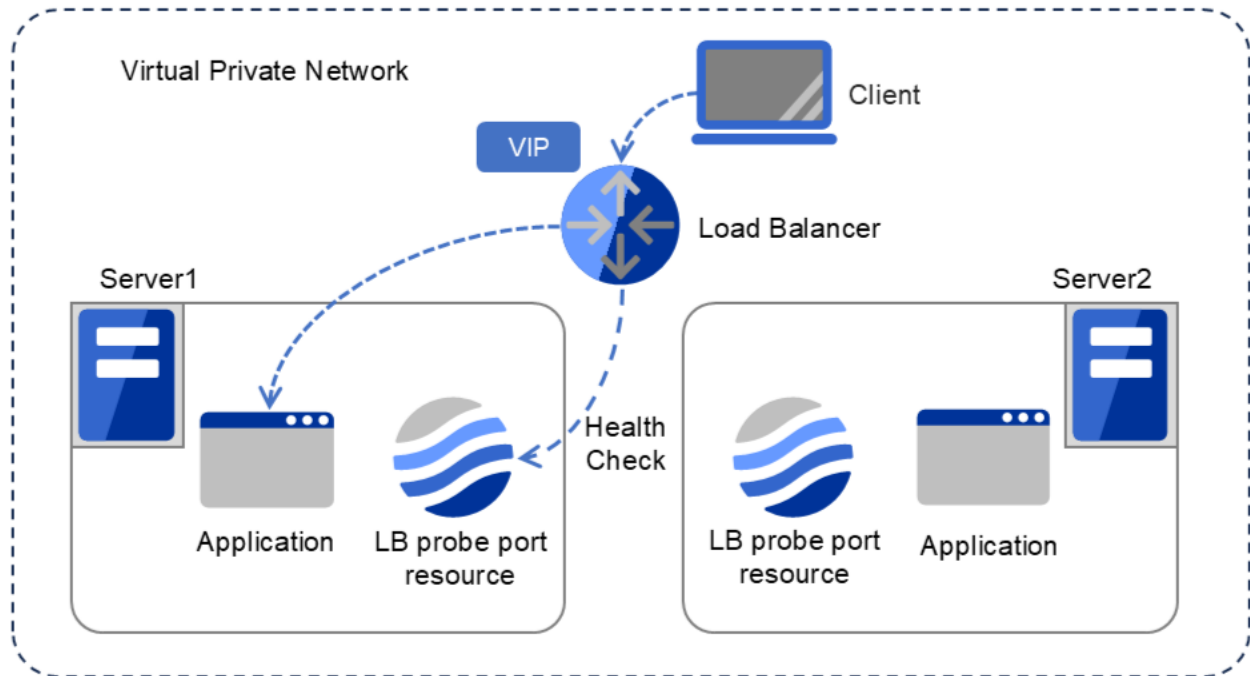 Virtual Private Network
Client
VIP
Load Balancer
Server1
Server2
Health
Check
Application
LB probe port
resource
LB probe port
resource
Application